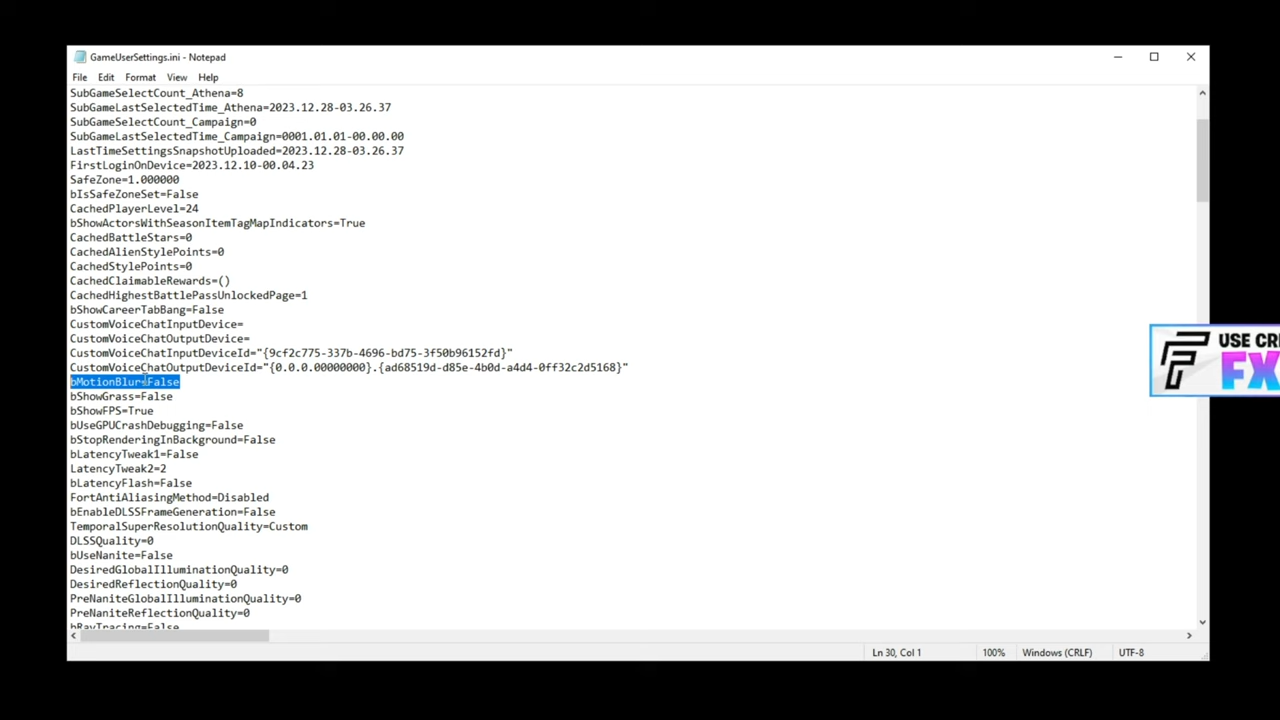 GameUserSettings.ini - Notepad
File Edit Format View Help
SubGameSelectCount_Athena=8
SubGameLastSelectedTime_Athena=2023.12.28-03.26.37
SubGameSelectCount_Campaign=0
SubGameLastSelectedTime_Campaign=0001.01.01-00.00.00
LastTimeSettingsSnapshotUploaded=2023.12.28-03.26.37
FirstLoginOnDevice=2023.12.10-00.04.23
SafeZone=1.000000
bIsSafeZoneSet=False
CachedPlayerLevel=24
bShowActorsWithSeasonItemTagMapIndicators=True
CachedBattleStars=0
CachedAlienStylePoints=0
CachedStylePoints=0
CachedClaimableRewards=()
CachedHighestBattlePassUnlockedPage=1
bShowCareerTabBang=False
CustomVoiceChatInputDevice=
CustomVoiceChatOutputDevice=
CustomVoiceChatInputDeviceId="{9cf2c775-337b-4696-bd75-3f50b96152fd}"
CustomVoiceChatOutputDeviceId="{0.0.0.00000000}.{ad68519d-d85e-4b0d-a4d4-0ff32c2d5168}"
bMotionBlur=False
bShowGrass=False
bShowFPS=True
bUseGPUCrashDebugging=False
bStopRenderingInBackground=False
bLatencyTweak1=False
LatencyTweak2=2
bLatencyFlash=False
FortAntiAliasingMethod=Disabled
bEnableDLSSFrameGeneration=False
TemporalSuperResolutionQuality=Custom
DLSSQuality=0
bUseNanite=False
DesiredGlobalIlluminationQuality=0
DesiredReflectionQuality=0
PreNaniteGlobalIlluminationQuality=0
PreNaniteReflectionQuality=0
bRayTracing=False
USE CR
FX
Ln 30, Col 1 100% Windows (CRLF) UTF-8